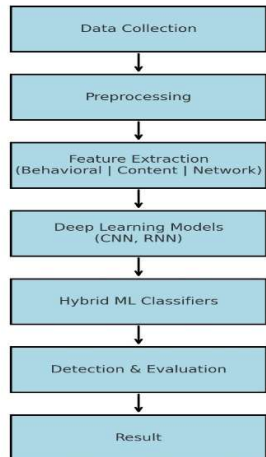 Data Collection
Preprocessing
Feature Extraction
(Behavioral | Content | Network)
Deep Learning Models
(CNN, RNN)
Hybrid ML Classifiers
Detection & Evaluation
Result